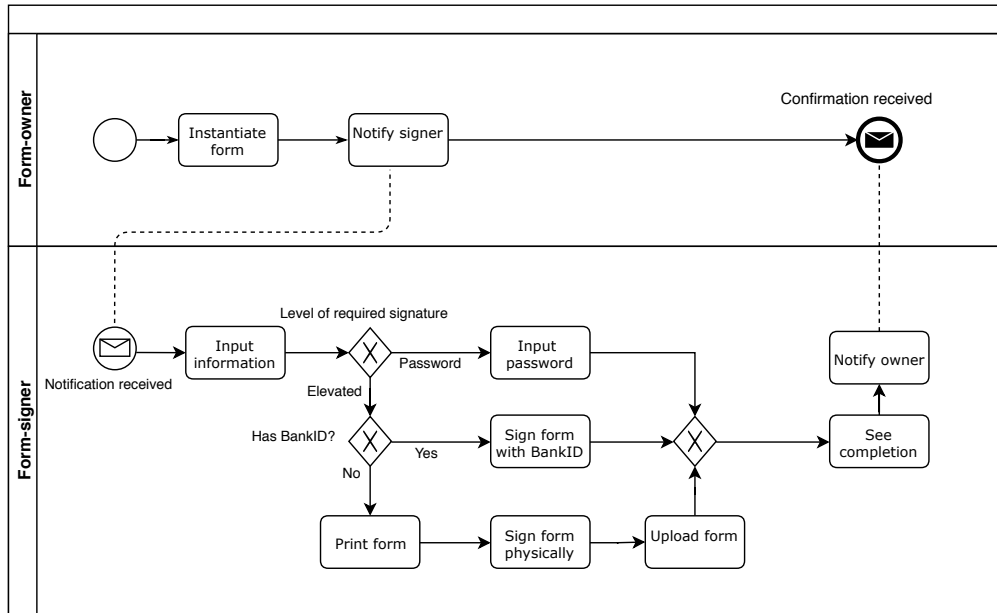 Form-owner
Confirmation received
Instantiate
form
Notify signer
Form-signer
Notification received
Input
information
Level of required signature
Password
Input
password
Elevated
Has BankID?
Yes
Sign form
with BankID
No
Print form
Sign form
physically
Upload form
See
completion
Notify owner